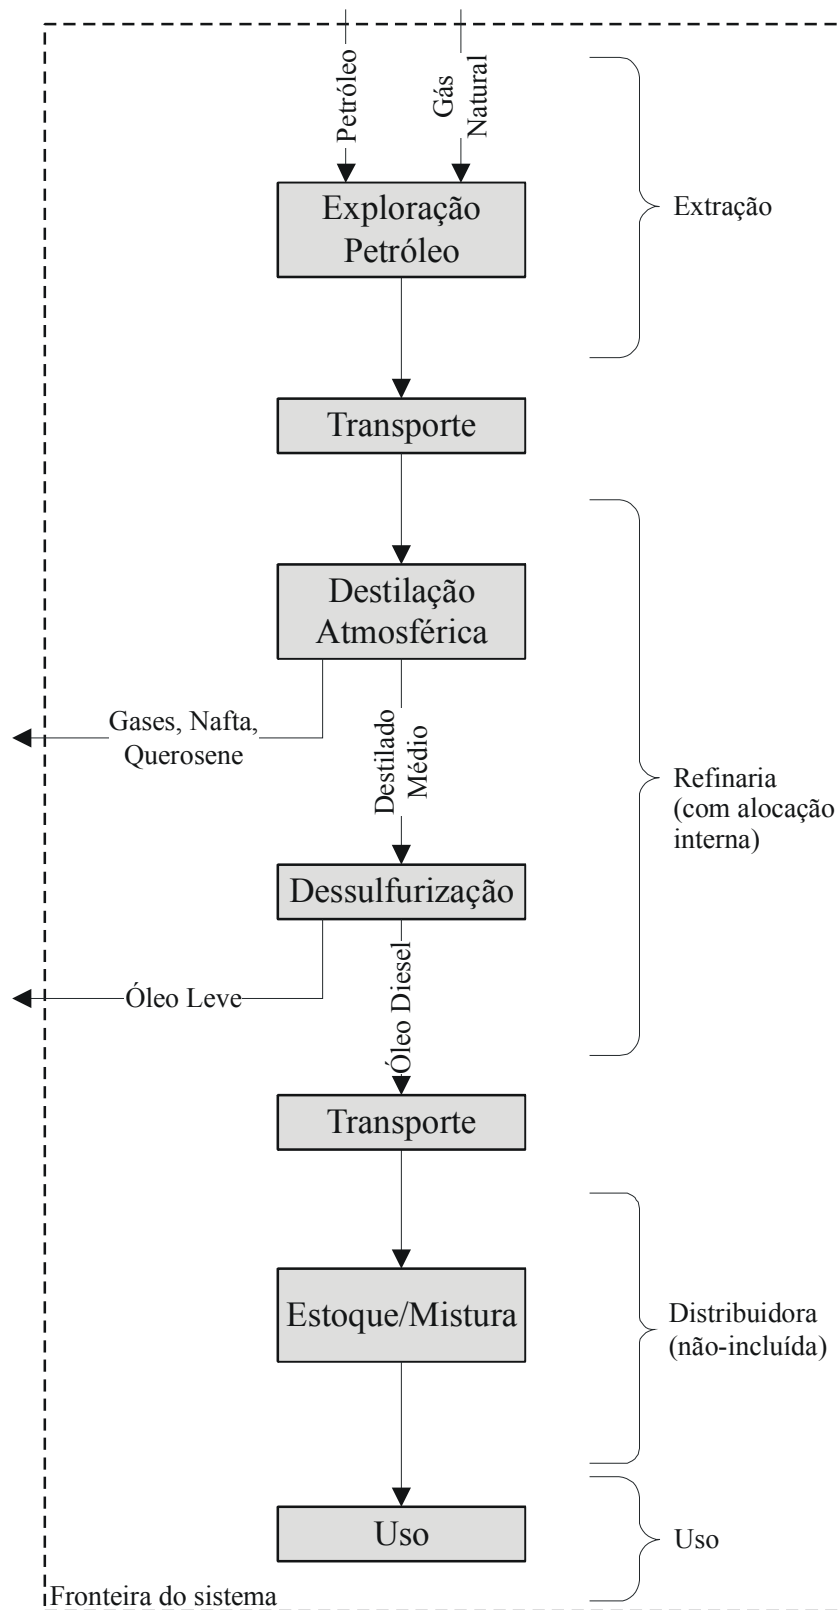 Petróleo
Gás
Natural
Exploração
Petróleo
Extração
Transporte
Destilação
Atmosférica
Gases, Nafta,
Querosene
Destilado
Médio
Refinaria
(com alocação
interna)
Dessulfurização
Óleo Leve
Óleo Diesel
Transporte
Estoque/Mistura
Distribuidora
(não-incluída)
Uso
Uso
Fronteira do sistema